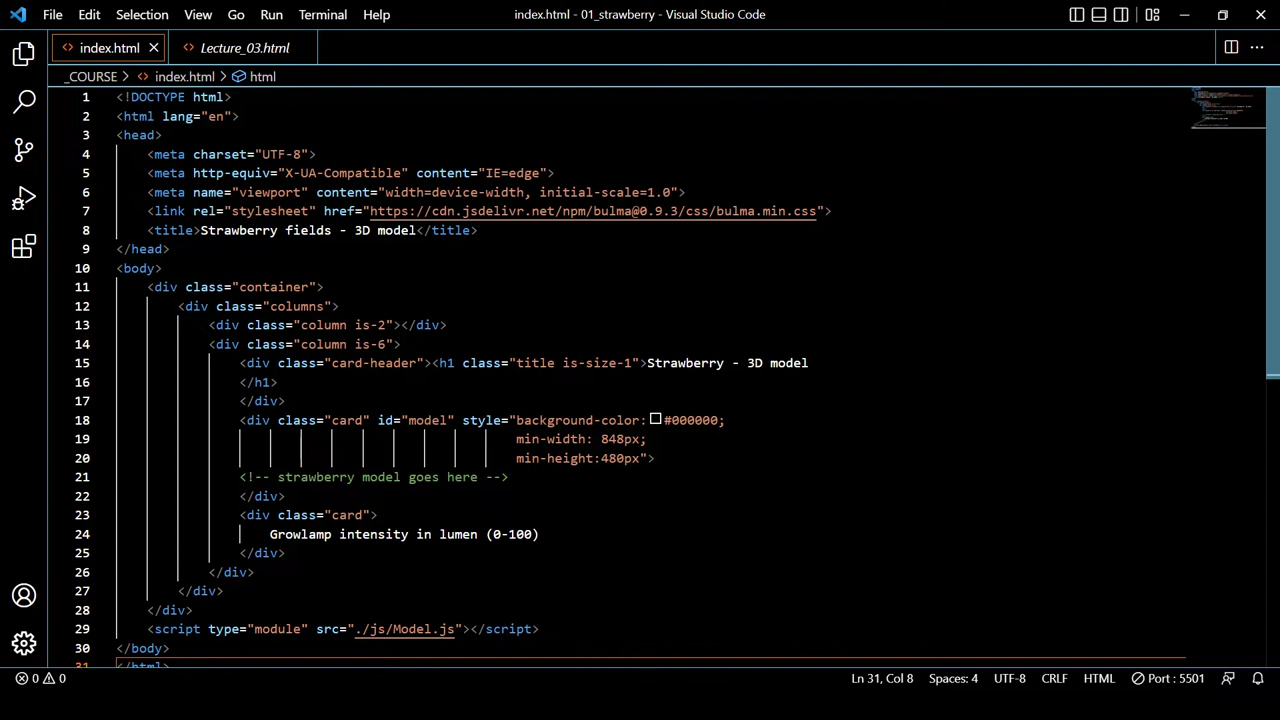 File Edit Selection View Go Run Terminal Help index.html - 01_strawberry - Visual Studio Code
index.html Lecture_03.html
_COURSE > index.html > html
1 <!DOCTYPE html>
2 <html lang="en">
3 <head>
4 <meta charset="UTF-8">
5 <meta http-equiv="X-UA-Compatible" content="IE=edge">
6 <meta name="viewport" content="width=device-width, initial-scale=1.0">
7 <link rel="stylesheet" href="https://cdn.jsdelivr.net/npm/bulma@0.9.3/css/bulma.min.css">
8 <title>Strawberry fields - 3D model</title>
9 </head>
10 <body>
11 <div class="container">
12 <div class="columns">
13 <div class="column is-2"></div>
14 <div class="column is-6">
15 <div class="card-header"><h1 class="title is-size-1">Strawberry - 3D model
16 </h1>
17 </div>
18 <div class="card" id="model" style="background-color:#000000;
19 min-width: 848px;
20 min-height:480px">
21 <!-- strawberry model goes here -->
22 </div>
23 <div class="card">
24 Growlamp intensity in lumen (0-100)
25 </div>
26 </div>
27 </div>
28 </div>
29 <script type="module" src="./js/Model.js"></script>
30 </body>
31 </html>
0 0 Ln 31, Col 8 Spaces: 4 UTF-8 CRLF HTML Port : 5501